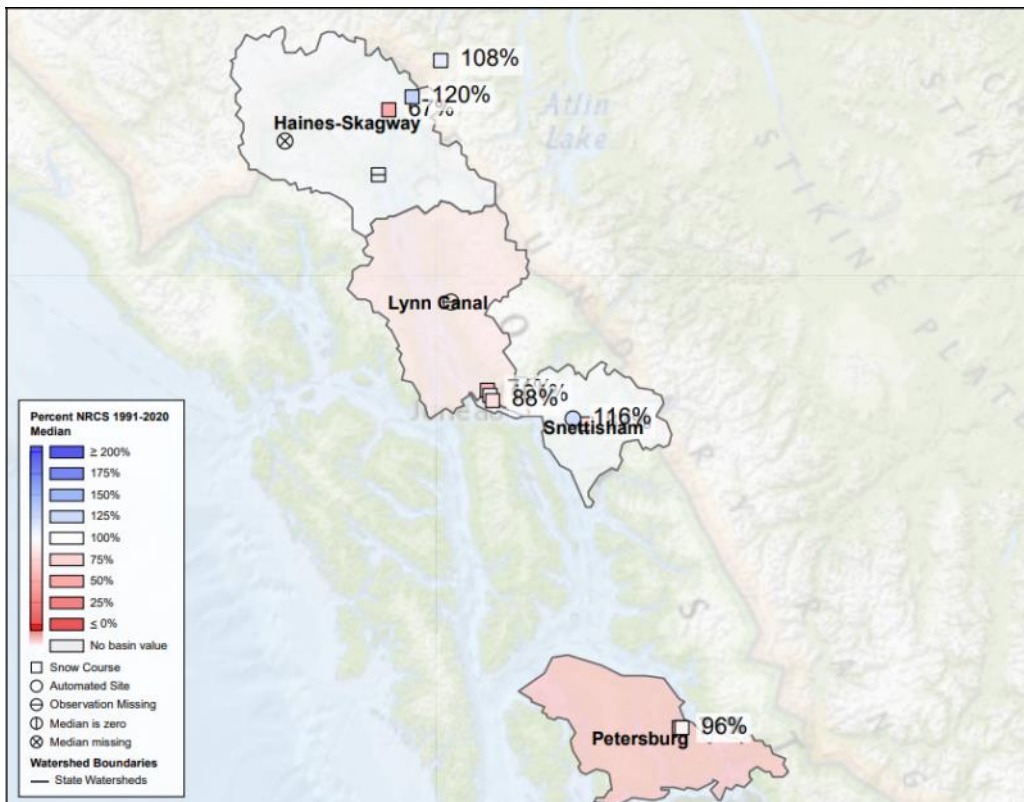 108%
120%
67%
Haines-Skagway
Atlin
Lake
Lynn Canal
88%
116%
Snettisham
Percent NRCS 1991-2020
Median
≥ 200%
175%
150%
125%
100%
75%
50%
25%
≤ 0%
No basin value
Snow Course
Automated Site
Observation Missing
Median is zero
Median missing
Watershed Boundaries
State Watersheds
96%
Petersburg
STIKINE